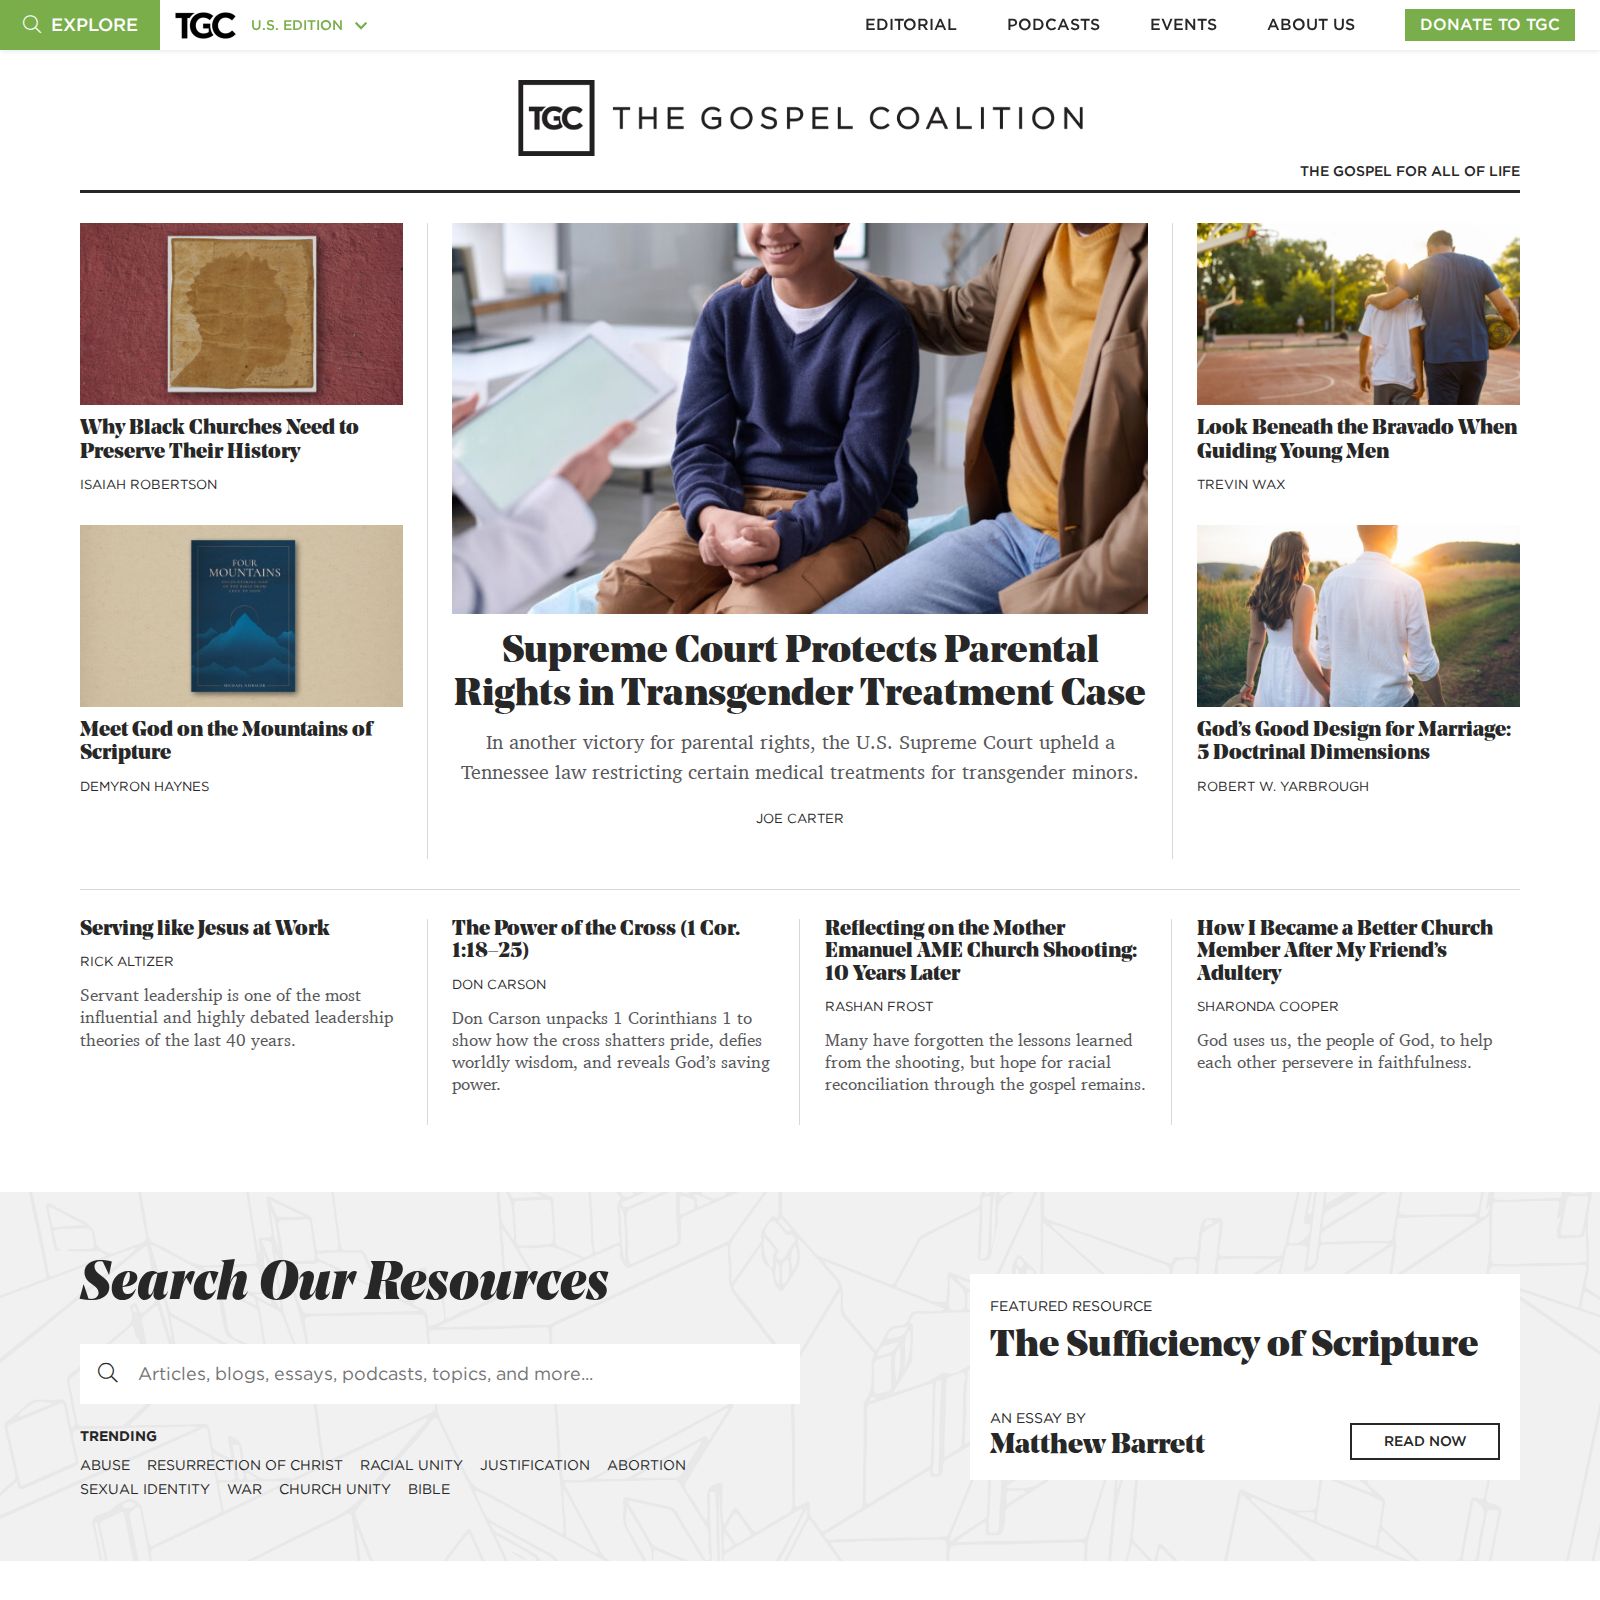 EXPLORE
TGC
U.S. EDITION
EDITORIAL
PODCASTS
EVENTS
ABOUT US
DONATE TO TGC
TGC THE GOSPEL COALITION
THE GOSPEL FOR ALL OF LIFE
Why Black Churches Need to
Preserve Their History
ISAIAH ROBERTSON
FOUR
MOUNTAINS
Meet God on the Mountains of
Scripture
DEMYRON HAYNES
Supreme Court Protects Parental
Rights in Transgender Treatment Case
In another victory for parental rights, the U.S. Supreme Court upheld a
Tennessee law restricting certain medical treatments for transgender minors.
JOE CARTER
Look Beneath the Bravado When
Guiding Young Men
TREVIN WAX
God’s Good Design for Marriage:
5 Doctrinal Dimensions
ROBERT W. YARBROUGH
Serving like Jesus at Work
RICK ALTIZER
Servant leadership is one of the most
influential and highly debated leadership
theories of the last 40 years.
The Power of the Cross (1 Cor.
1:18–25)
DON CARSON
Don Carson unpacks 1 Corinthians 1 to
show how the cross shatters pride, defies
worldly wisdom, and reveals God’s saving
power.
Reflecting on the Mother
Emanuel AME Church Shooting:
10 Years Later
RASHAN FROST
Many have forgotten the lessons learned
from the shooting, but hope for racial
reconciliation through the gospel remains.
How I Became a Better Church
Member After My Friend’s
Adultery
SHARONDA COOPER
God uses us, the people of God, to help
each other persevere in faithfulness.
Search Our Resources
Articles, blogs, essays, podcasts, topics, and more...
TRENDING
ABUSE RESURRECTION OF CHRIST RACIAL UNITY JUSTIFICATION ABORTION
SEXUAL IDENTITY WAR CHURCH UNITY BIBLE
FEATURED RESOURCE
The Sufficiency of Scripture
AN ESSAY BY
Matthew Barrett
READ NOW